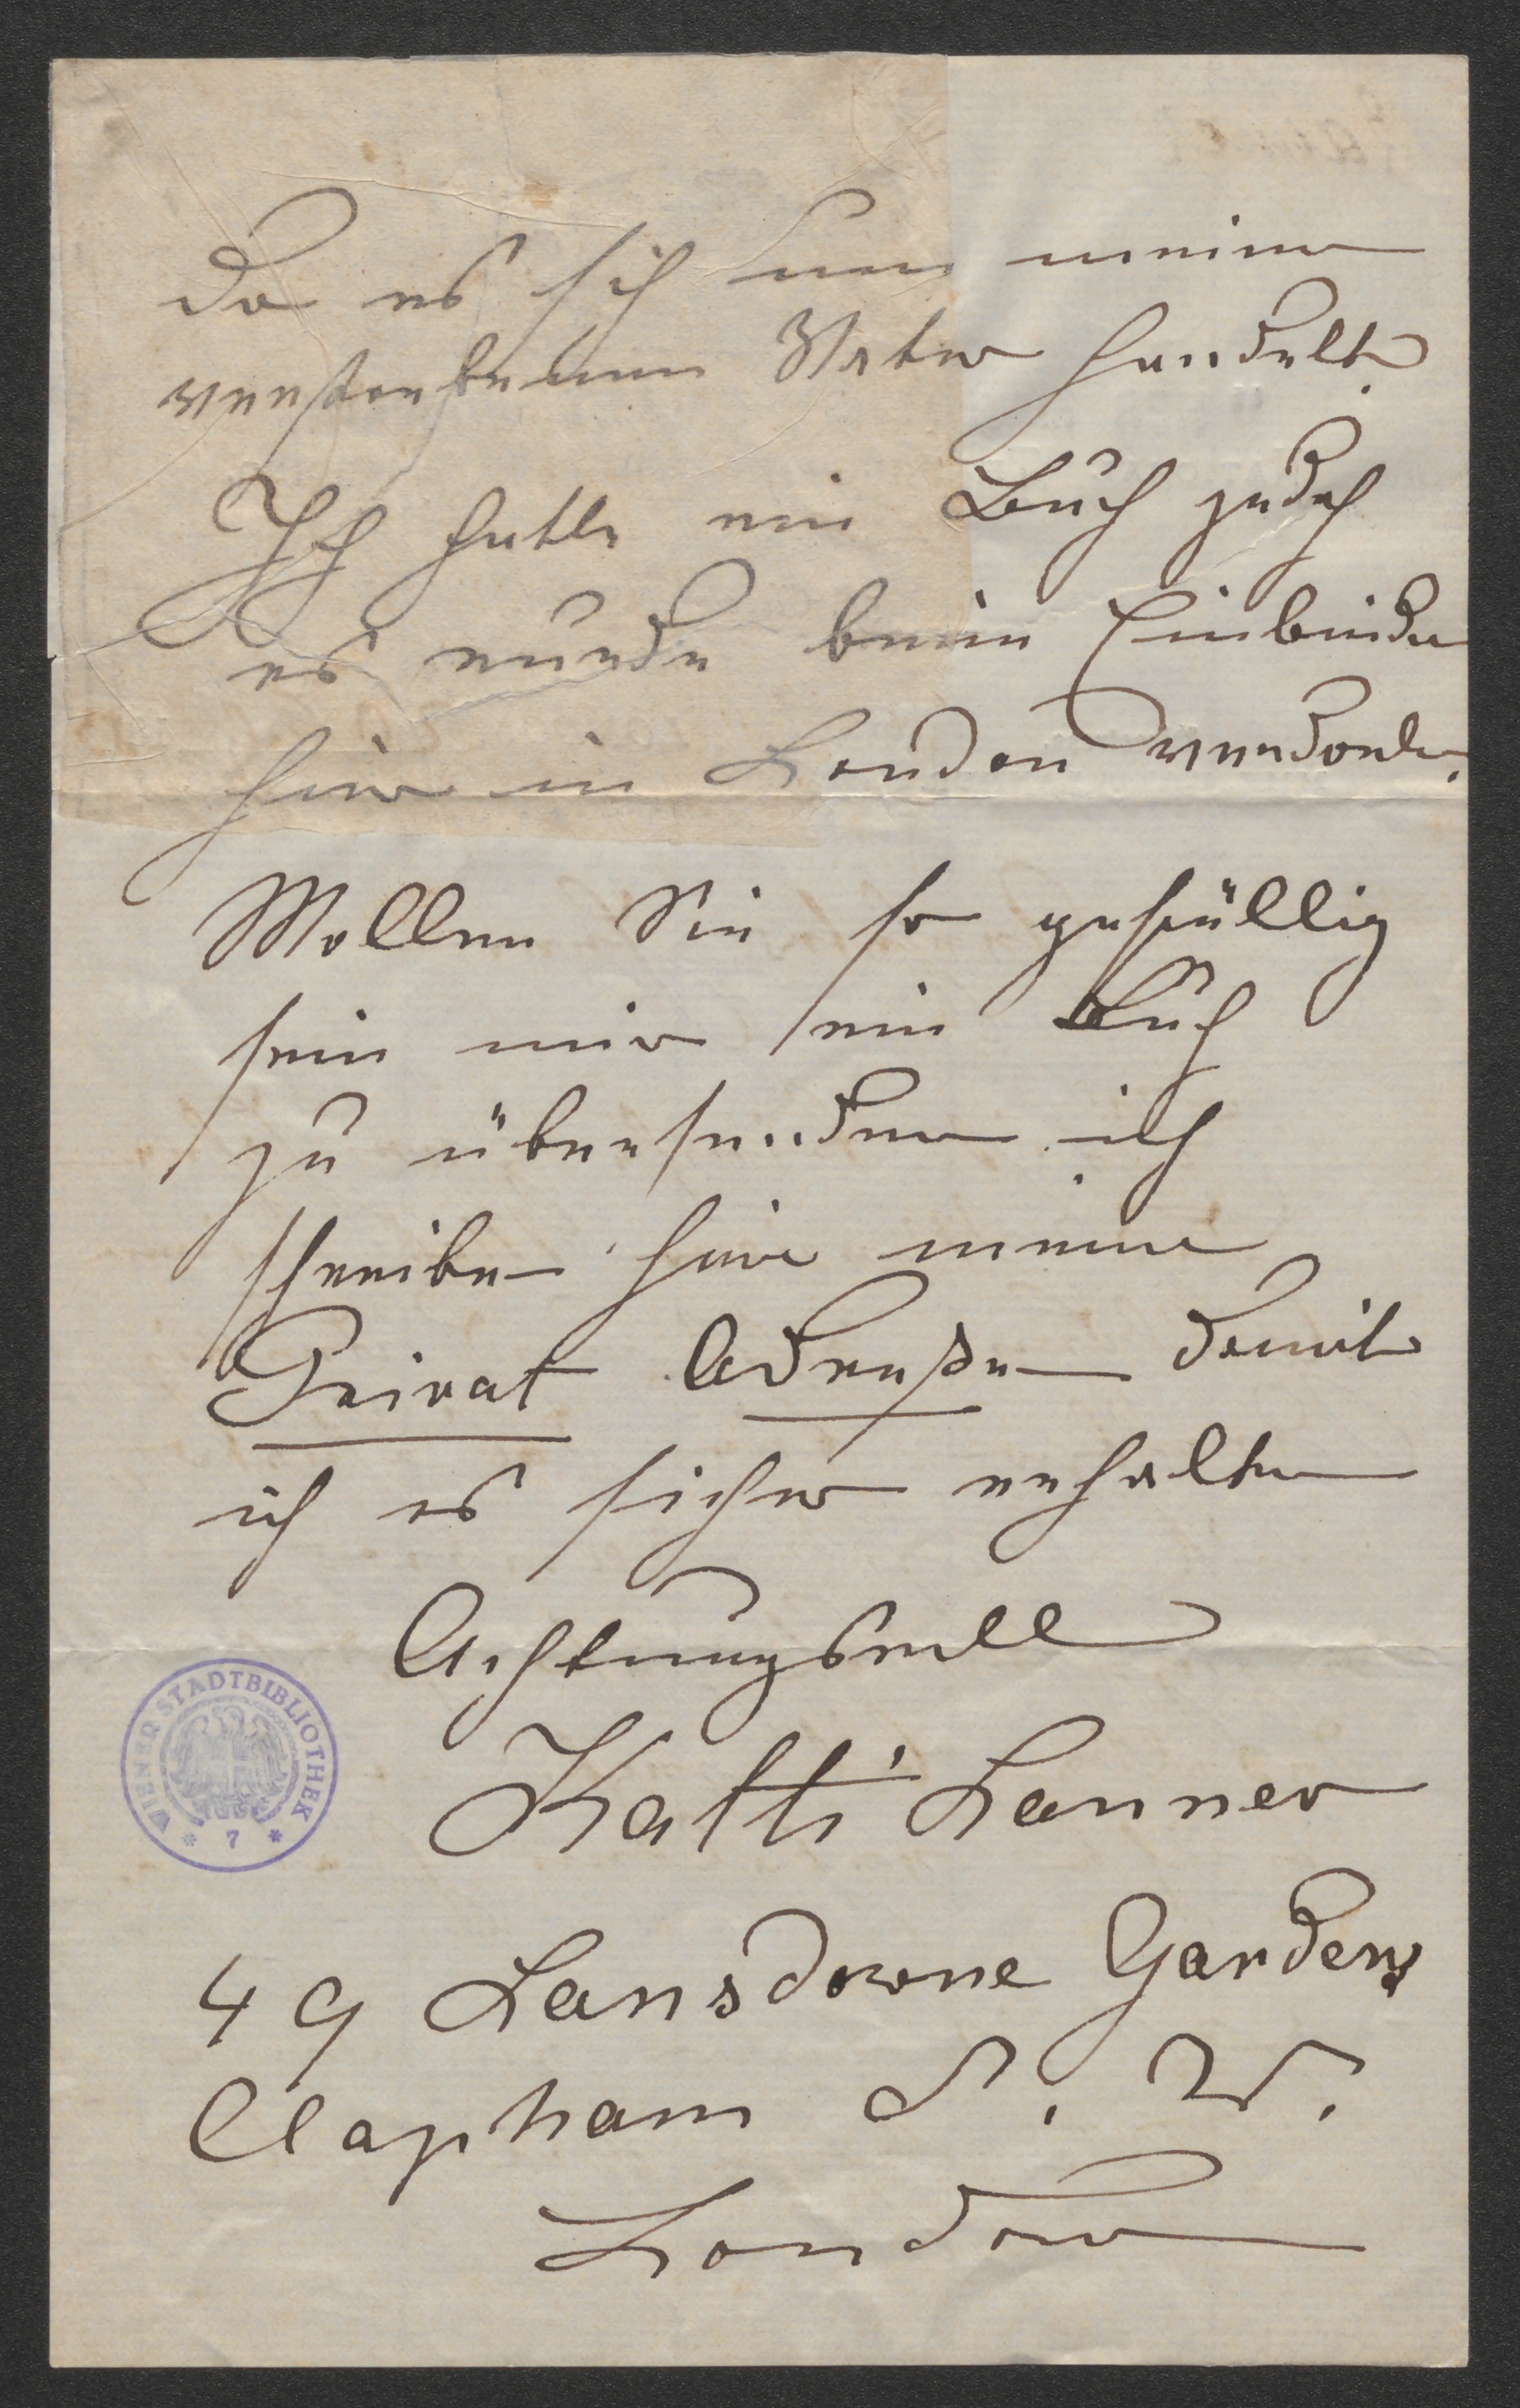 da es sich um meinen
verstorbenen Vater handelt.
Ich hatte ein Buch jedoch
es wurde beim Einbinden
hier in London verdorben.
Wollen Sie so gefällig
sein mir ein Buch
zu übersenden ich
schreibe hier meine
Privat Adresse damit
ich es sicher erhalte
Achtungsvoll
Katti Lanner
49 Lansdowne Gardens
Clapham S. W.
London
WIENER STADTBIBLIOTHEK
* 7 *